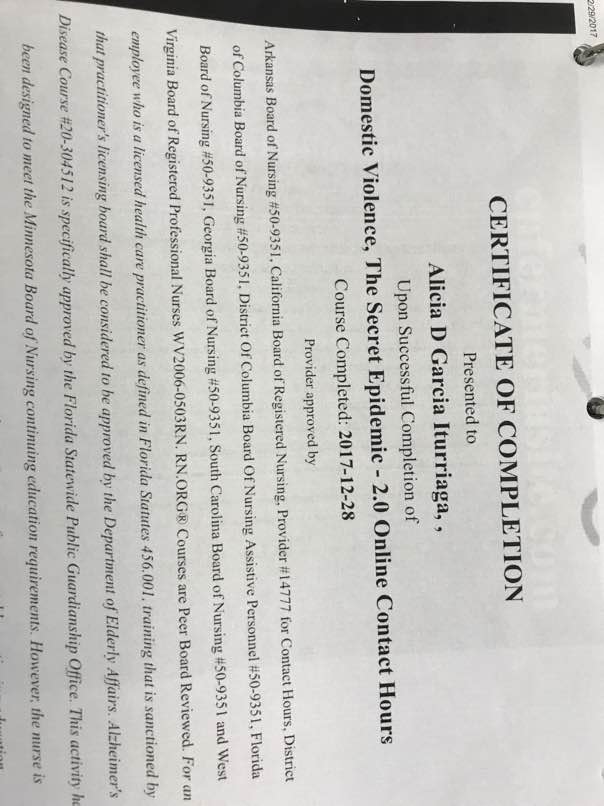 2/29/2017
CERTIFICATE OF COMPLETION
Presented to
Alicia D Garcia Iturriaga, ,
Upon Successful Completion of
Domestic Violence, The Secret Epidemic - 2.0 Online Contact Hours
Course Completed: 2017-12-28
Provider approved by
Arkansas Board of Nursing #50-9351, California Board of Registered Nursing, Provider #14777 for Contact Hours, District
of Columbia Board of Nursing #50-9351, District Of Columbia Board Of Nursing Assistive Personnel #50-9351, Florida
Board of Nursing #50-9351, Georgia Board of Nursing #50-9351, South Carolina Board of Nursing #50-9351 and West
Virginia Board of Registered Professional Nurses WV2006-0503RN. RN.ORG® Courses are Peer Board Reviewed. For an
employee who is a licensed health care practitioner as defined in Florida Statutes 456.001, training that is sanctioned by
that practitioner's licensing board shall be considered to be approved by the Department of Elderly Affairs. Alzheimer's
Disease Course #20-304512 is specifically approved by the Florida Statewide Public Guardianship Office. This activity
been designed to meet the Minnesota Board of Nursing continuing education requirements. However, the nurse is